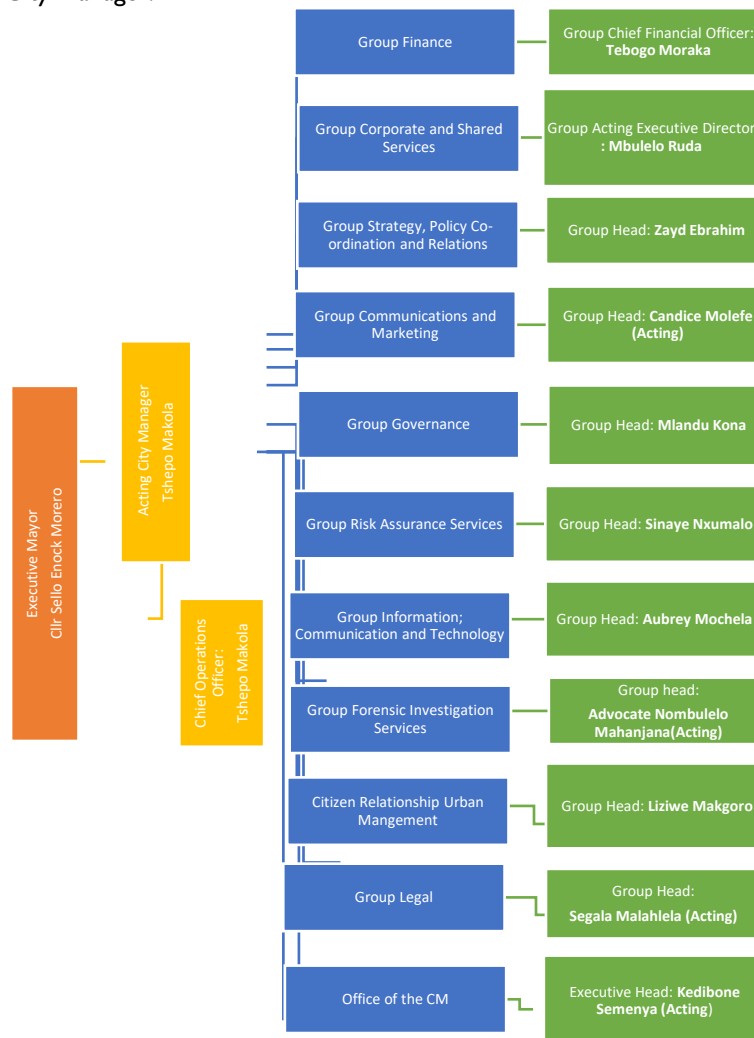 Executive Mayor
Cllr Sello Enock Morero
Acting City Manager
Tshepo Makola
Chief Operations
Officer:
Tshepo Makola
Group Finance
Group Chief Financial Officer:
Tebogo Moraka
Group Corporate and Shared
Services
Group Acting Executive Director
: Mbulelo Ruda
Group Strategy, Policy Co-
ordination and Relations
Group Head: Zayd Ebrahim
Group Communications and
Marketing
Group Head: Candice Molefe
(Acting)
Group Governance
Group Head: Mlandu Kona
Group Risk Assurance Services
Group Head: Sinaye Nxumalo
Group Information;
Communication and Technology
Group Head: Aubrey Mochela
Group Forensic Investigation
Services
Group head:
Advocate Nombulelo
Mahanjana(Acting)
Citizen Relationship Urban
Mangement
Group Head: Liziwe Makgoro
Group Legal
Group Head:
Segala Malahlela (Acting)
Office of the CM
Executive Head: Kedibone
Semenya (Acting)